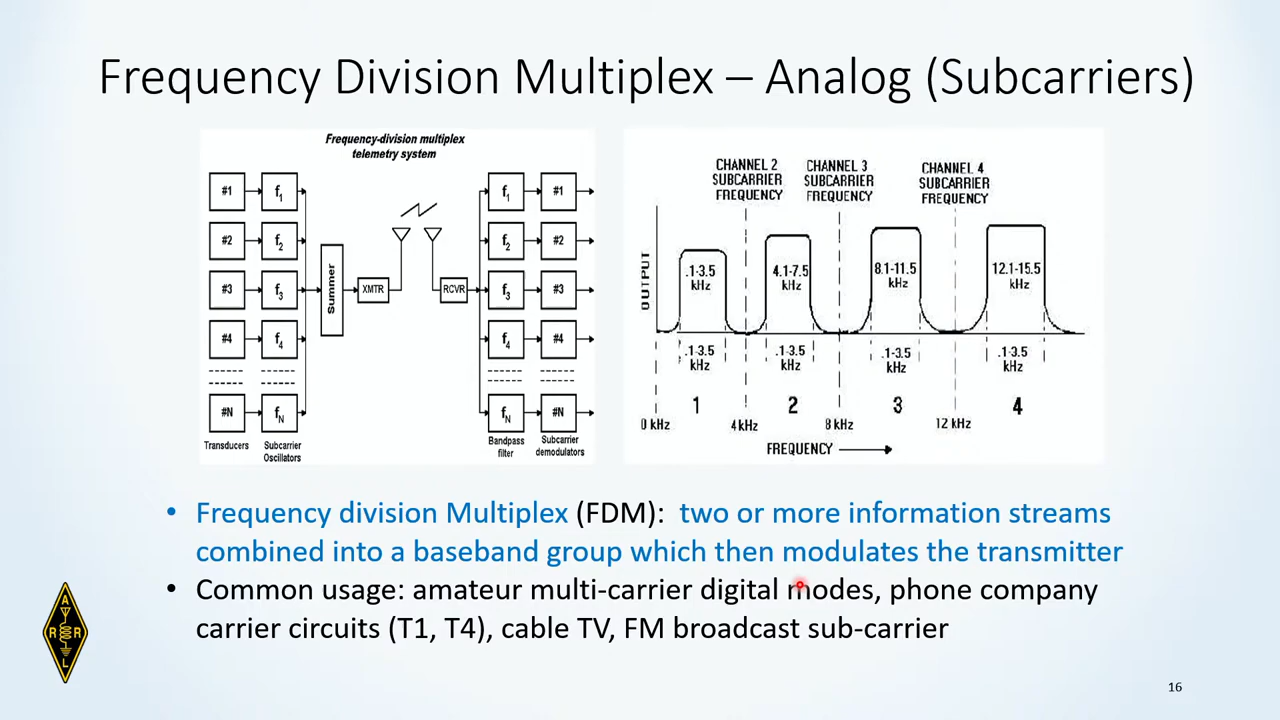 Frequency Division Multiplex – Analog (Subcarriers)
Frequency-division multiplex
telemetry system
#1 f1 f1 #1
#2 f2 f2 #2
#3 f3 Summer XMTR RCVR f3 #3
#4 f4 f4 #4
#N fN fN #N
Transducers
Subcarrier
Oscillators
Bandpass
filter
Subcarrier
demodulators
CHANNEL 2
SUBCARRIER
FREQUENCY
CHANNEL 3
SUBCARRIER
FREQUENCY
CHANNEL 4
SUBCARRIER
FREQUENCY
OUTPUT
.1-3.5
kHz
4.1-7.5
kHz
8.1-11.5
kHz
12.1-15.5
kHz
.1-3.5
kHz
.1-3.5
kHz
.1-3.5
kHz
.1-3.5
kHz
1 2 3 4
0 kHz 4kHz 8 kHz 12 kHz
FREQUENCY
• Frequency division Multiplex (FDM): two or more information streams
combined into a baseband group which then modulates the transmitter
• Common usage: amateur multi-carrier digital modes, phone company
carrier circuits (T1, T4), cable TV, FM broadcast sub-carrier
A
R R
L
16